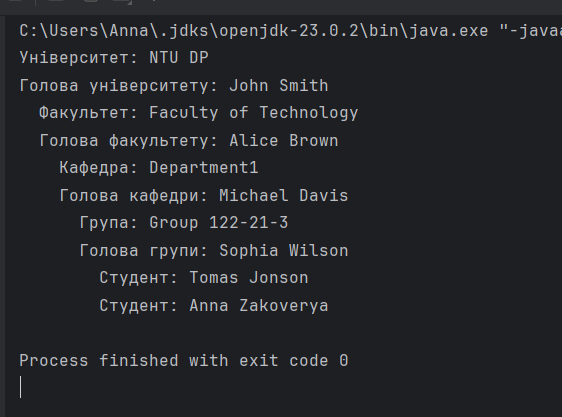 C:\Users\Anna\.jdks\openjdk-23.0.2\bin\java.exe "-java
Університет: NTU DP
Голова університету: John Smith
Факультет: Faculty of Technology
Голова факультету: Alice Brown
Кафедра: Department1
Голова кафедри: Michael Davis
Група: Group 122-21-3
Голова групи: Sophia Wilson
Студент: Tomas Jonson
Студент: Anna Zakoverya
Process finished with exit code 0